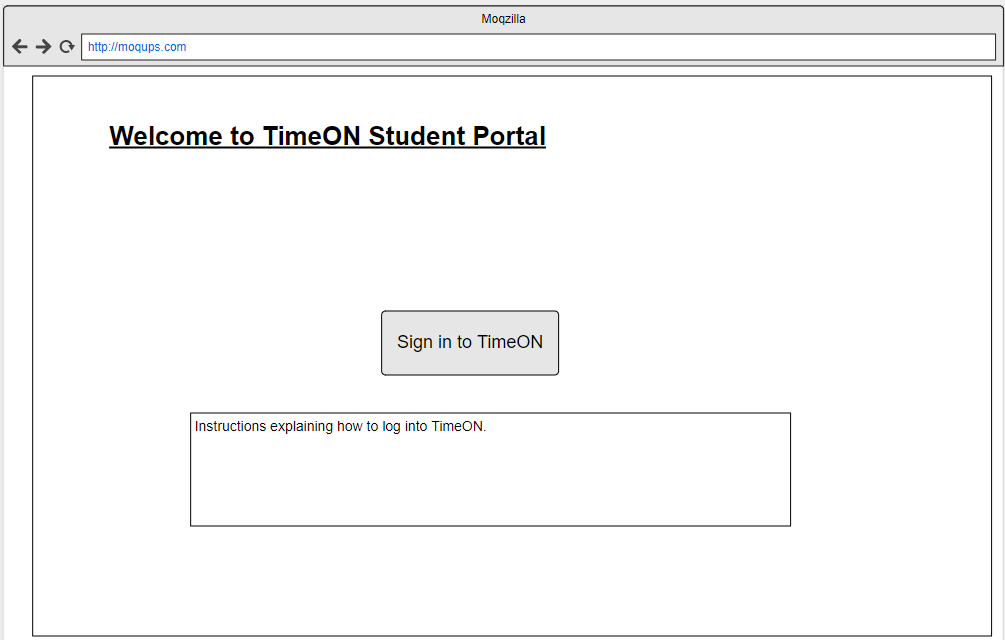 Moqzilla
http://moqups.com
Welcome to TimeON Student Portal
Sign in to TimeON
Instructions explaining how to log into TimeON.